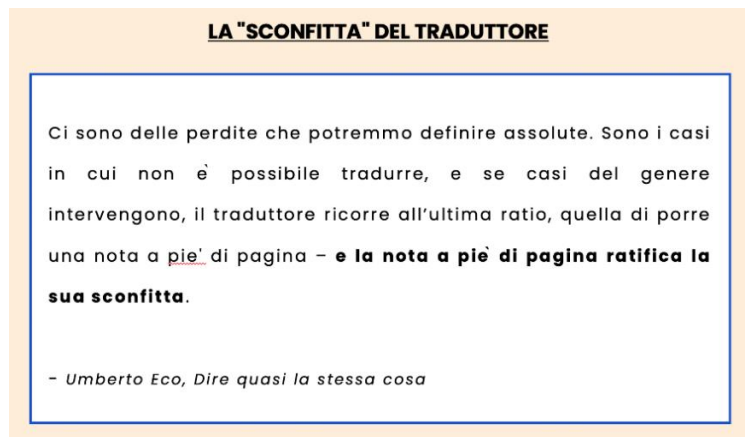 LA "SCONFITTA" DEL TRADUTTORE
Ci sono delle perdite che potremmo definire assolute. Sono i casi
in cui non è possibile tradurre, e se casi del genere
intervengono, il traduttore ricorre all’ultima ratio, quella di porre
una nota a pie' di pagina – e la nota a piè di pagina ratifica la
sua sconfitta.
- Umberto Eco, Dire quasi la stessa cosa